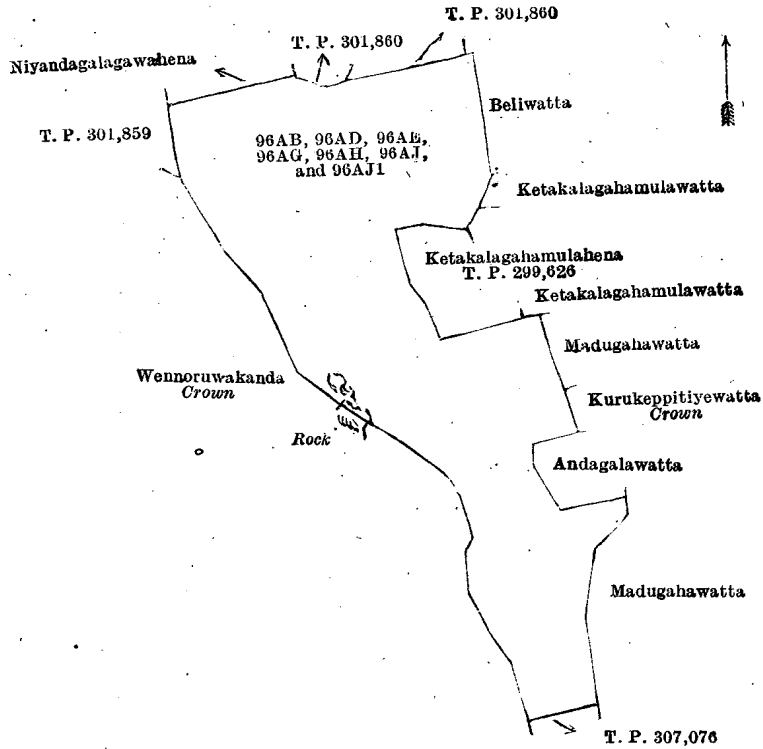 T. P. 301,860
T. P. 301,860
Niyandagalagawahena
Beliwatta
T. P. 301,859
96AB, 96AD, 96AE,
96AG, 96AH, 96AJ,
and 96AJ1
Ketakalagahamulawatta
Ketakalagahamulahena
T. P. 299,626
Ketakalagahamulawatta
Madugahawatta
Wennoruwakanda
Crown
Kurukeppitiyewatta
Crown
Rock
Andagalawatta
Madugahawatta
T. P. 307,076